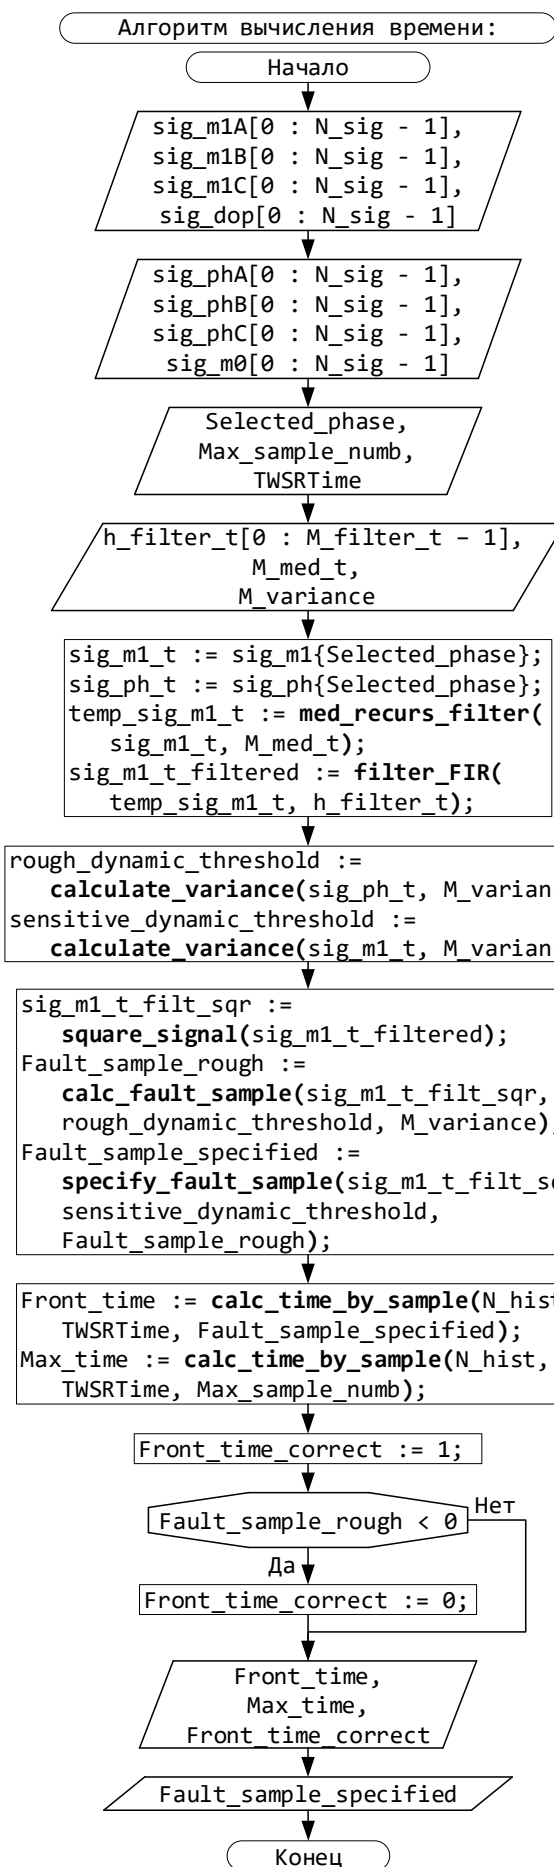 Алгоритм вычисления времени:
Начало
sig_m1A[0 : N_sig - 1],
sig_m1B[0 : N_sig - 1],
sig_m1C[0 : N_sig - 1],
sig_dop[0 : N_sig - 1]
sig_phA[0 : N_sig - 1],
sig_phB[0 : N_sig - 1],
sig_phC[0 : N_sig - 1],
sig_m0[0 : N_sig - 1]
Selected_phase,
Max_sample_numb,
TWSRTime
h_filter_t[0 : M_filter_t – 1],
M_med_t,
M_variance
sig_m1_t := sig_m1{Selected_phase};
sig_ph_t := sig_ph{Selected_phase};
temp_sig_m1_t := med_recurs_filter(
sig_m1_t, M_med_t);
sig_m1_t_filtered := filter_FIR(
temp_sig_m1_t, h_filter_t);
rough_dynamic_threshold :=
calculate_variance(sig_ph_t, M_varian
sensitive_dynamic_threshold :=
calculate_variance(sig_m1_t, M_varian
sig_m1_t_filt_sqr :=
square_signal(sig_m1_t_filtered);
Fault_sample_rough :=
calc_fault_sample(sig_m1_t_filt_sqr,
rough_dynamic_threshold, M_variance);
Fault_sample_specified :=
specify_fault_sample(sig_m1_t_filt_sq
sensitive_dynamic_threshold,
Fault_sample_rough);
Front_time := calc_time_by_sample(N_hist
TWSRTime, Fault_sample_specified);
Max_time := calc_time_by_sample(N_hist,
TWSRTime, Max_sample_numb);
Front_time_correct := 1;
Fault_sample_rough < 0
Нет
Да
Front_time_correct := 0;
Front_time,
Max_time,
Front_time_correct
Fault_sample_specified
Конец